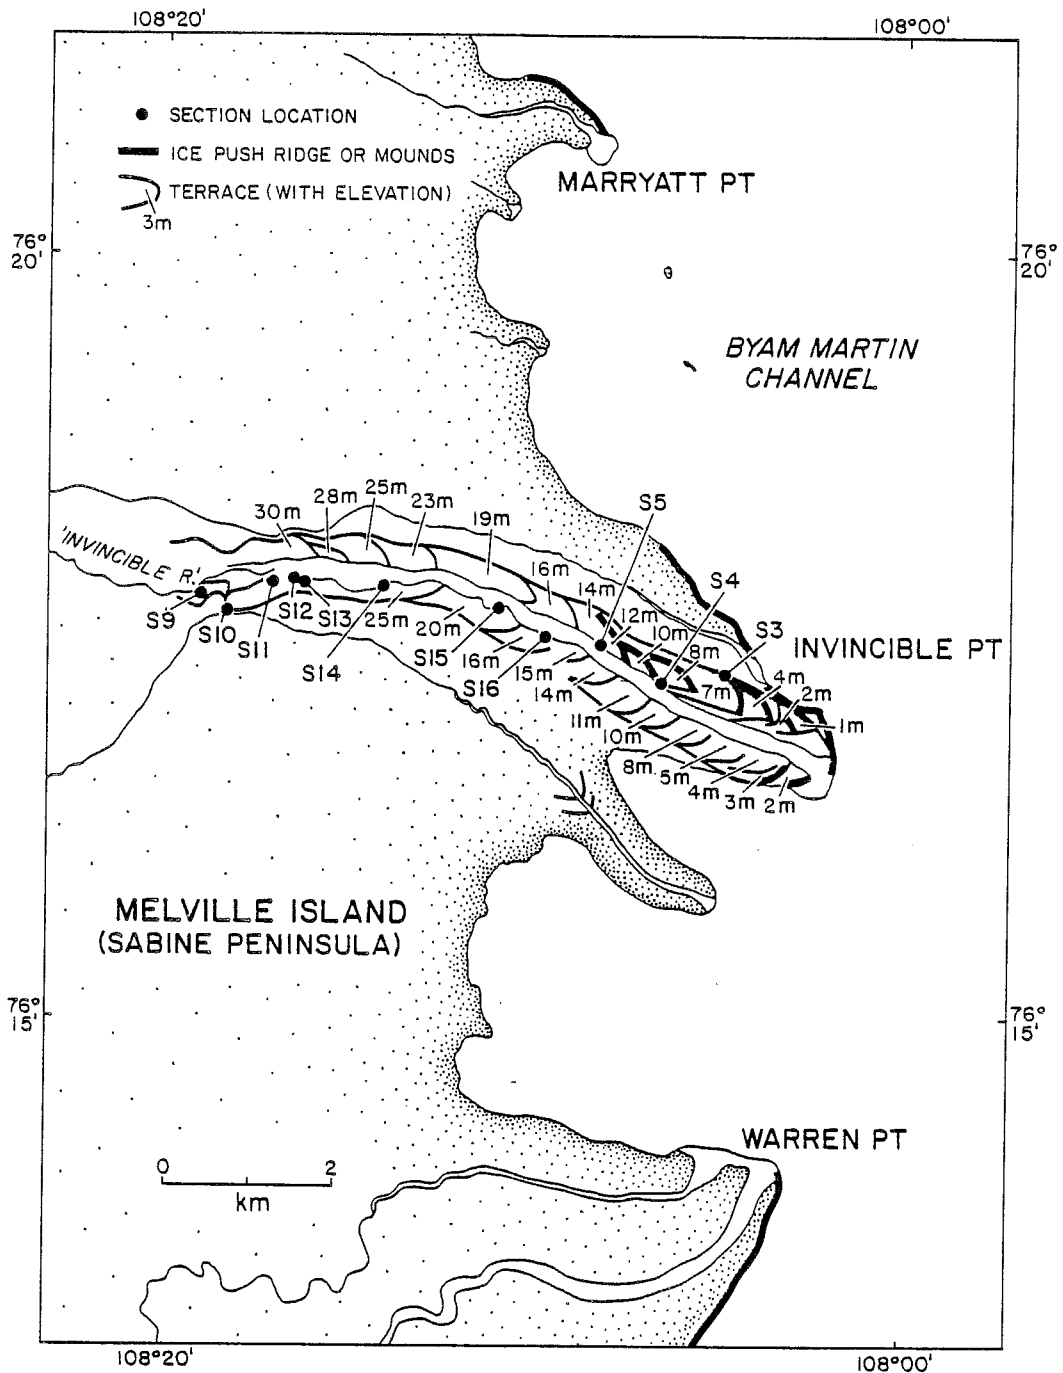 108°20'
108°00'
SECTION LOCATION
ICE PUSH RIDGE OR MOUNDS
TERRACE (WITH ELEVATION)
3m
MARRYATT PT
76°
20'
76°
20'
BYAM MARTIN
CHANNEL
30m
28m
25m
23m
19m
16m
14m
12m
10m
8m
7m
4m
2m
1m
S5
S4
S3
INVINCIBLE PT
'INVINCIBLE R.'
S9
S10
S11
S12
S13
S14
25m
20m
S15
16m
S16
15m
14m
11m
10m
8m
5m
4m
3m
2m
MELVILLE ISLAND
(SABINE PENINSULA)
76°
15'
76°
15'
WARREN PT
0 2
km
108°20'
108°00'